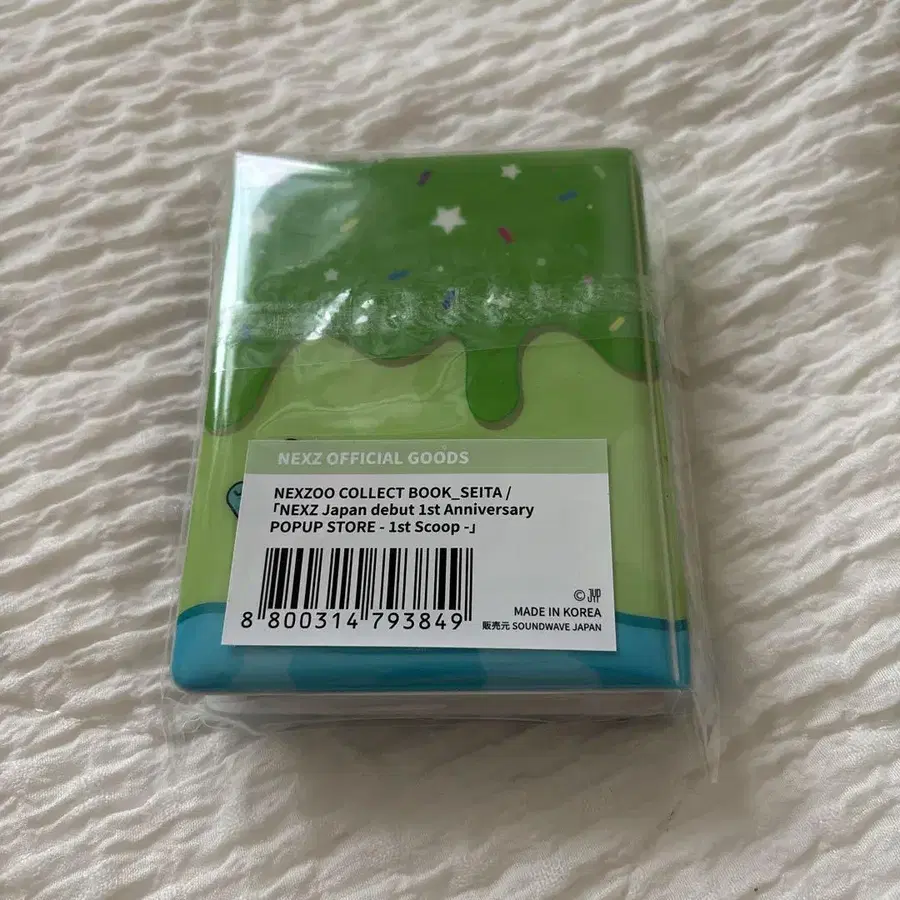 NEXZ OFFICIAL GOODS
NEXZOO COLLECT BOOK_SEITA /
「NEXZ Japan debut 1st Anniversary
POPUP STORE - 1st Scoop -」
8 800314 793849
© JYP
MADE IN KOREA
販売元 SOUNDWAVE JAPAN